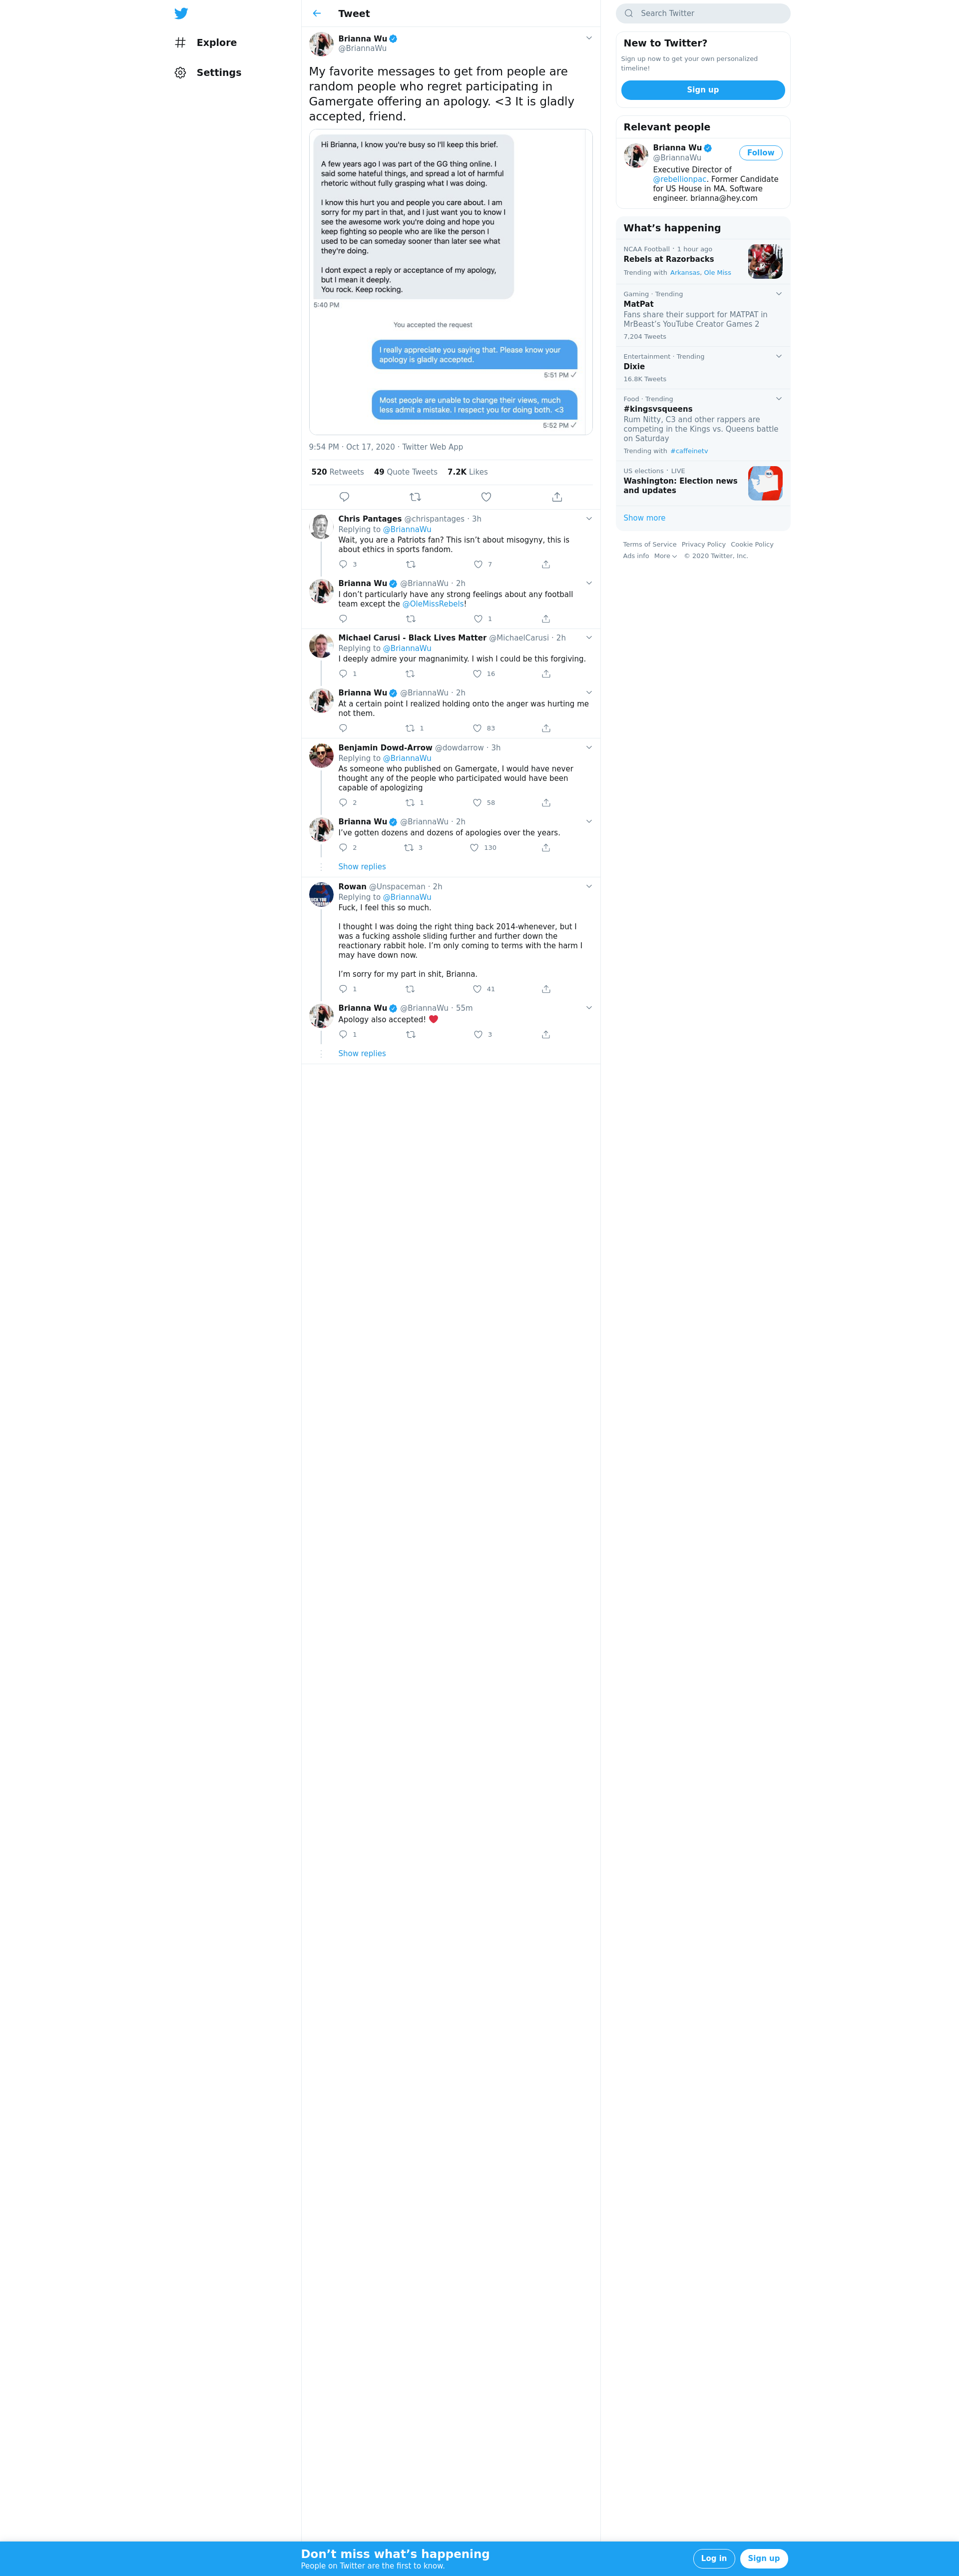 Explore
Settings
Tweet
Brianna Wu
@BriannaWu
My favorite messages to get from people are
random people who regret participating in
Gamergate offering an apology. <3 It is gladly
accepted, friend.
Hi Brianna, I know you're busy so I'll keep this brief.
A few years ago I was part of the GG thing online. I
said some hateful things, and spread a lot of harmful
rhetoric without fully grasping what I was doing.
I know this hurt you and people you care about. I am
sorry for my part in that, and I just want you to know I
see the awesome work you're doing and hope you
keep fighting so people who are like the person I
used to be can someday sooner than later see what
they're doing.
I dont expect a reply or acceptance of my apology,
but I mean it deeply.
You rock. Keep rocking.
5:40 PM
You accepted the request
I really appreciate you saying that. Please know your
apology is gladly accepted.
5:51 PM ✓
Most people are unable to change their views, much
less admit a mistake. I respect you for doing both. <3
5:52 PM ✓
9:54 PM · Oct 17, 2020 · Twitter Web App
520 Retweets 49 Quote Tweets 7.2K Likes
Chris Pantages @chrispantages · 3h
Replying to @BriannaWu
Wait, you are a Patriots fan? This isn’t about misogyny, this is
about ethics in sports fandom.
3 7
Brianna Wu @BriannaWu · 2h
I don’t particularly have any strong feelings about any football
team except the @OleMissRebels!
1
Michael Carusi - Black Lives Matter @MichaelCarusi · 2h
Replying to @BriannaWu
I deeply admire your magnanimity. I wish I could be this forgiving.
1 16
Brianna Wu @BriannaWu · 2h
At a certain point I realized holding onto the anger was hurting me
not them.
1 83
Benjamin Dowd-Arrow @dowdarrow · 3h
Replying to @BriannaWu
As someone who published on Gamergate, I would have never
thought any of the people who participated would have been
capable of apologizing
2 1 58
Brianna Wu @BriannaWu · 2h
I’ve gotten dozens and dozens of apologies over the years.
2 3 130
Show replies
Rowan @Unspaceman · 2h
Replying to @BriannaWu
Fuck, I feel this so much.
I thought I was doing the right thing back 2014-whenever, but I
was a fucking asshole sliding further and further down the
reactionary rabbit hole. I’m only coming to terms with the harm I
may have down now.
I’m sorry for my part in shit, Brianna.
1 41
Brianna Wu @BriannaWu · 55m
Apology also accepted! ❤️
1 3
Show replies
Search Twitter
New to Twitter?
Sign up now to get your own personalized
timeline!
Sign up
Relevant people
Brianna Wu
@BriannaWu
Follow
Executive Director of
@rebellionpac. Former Candidate
for US House in MA. Software
engineer. brianna@hey.com
What’s happening
NCAA Football · 1 hour ago
Rebels at Razorbacks
Trending with Arkansas, Ole Miss
Gaming · Trending
MatPat
Fans share their support for MATPAT in
MrBeast’s YouTube Creator Games 2
7,204 Tweets
Entertainment · Trending
Dixie
16.8K Tweets
Food · Trending
#kingsvsqueens
Rum Nitty, C3 and other rappers are
competing in the Kings vs. Queens battle
on Saturday
Trending with #caffeinetv
US elections · LIVE
Washington: Election news
and updates
Show more
Terms of Service Privacy Policy Cookie Policy
Ads info More © 2020 Twitter, Inc.
Don’t miss what’s happening
People on Twitter are the first to know.
Log in
Sign up